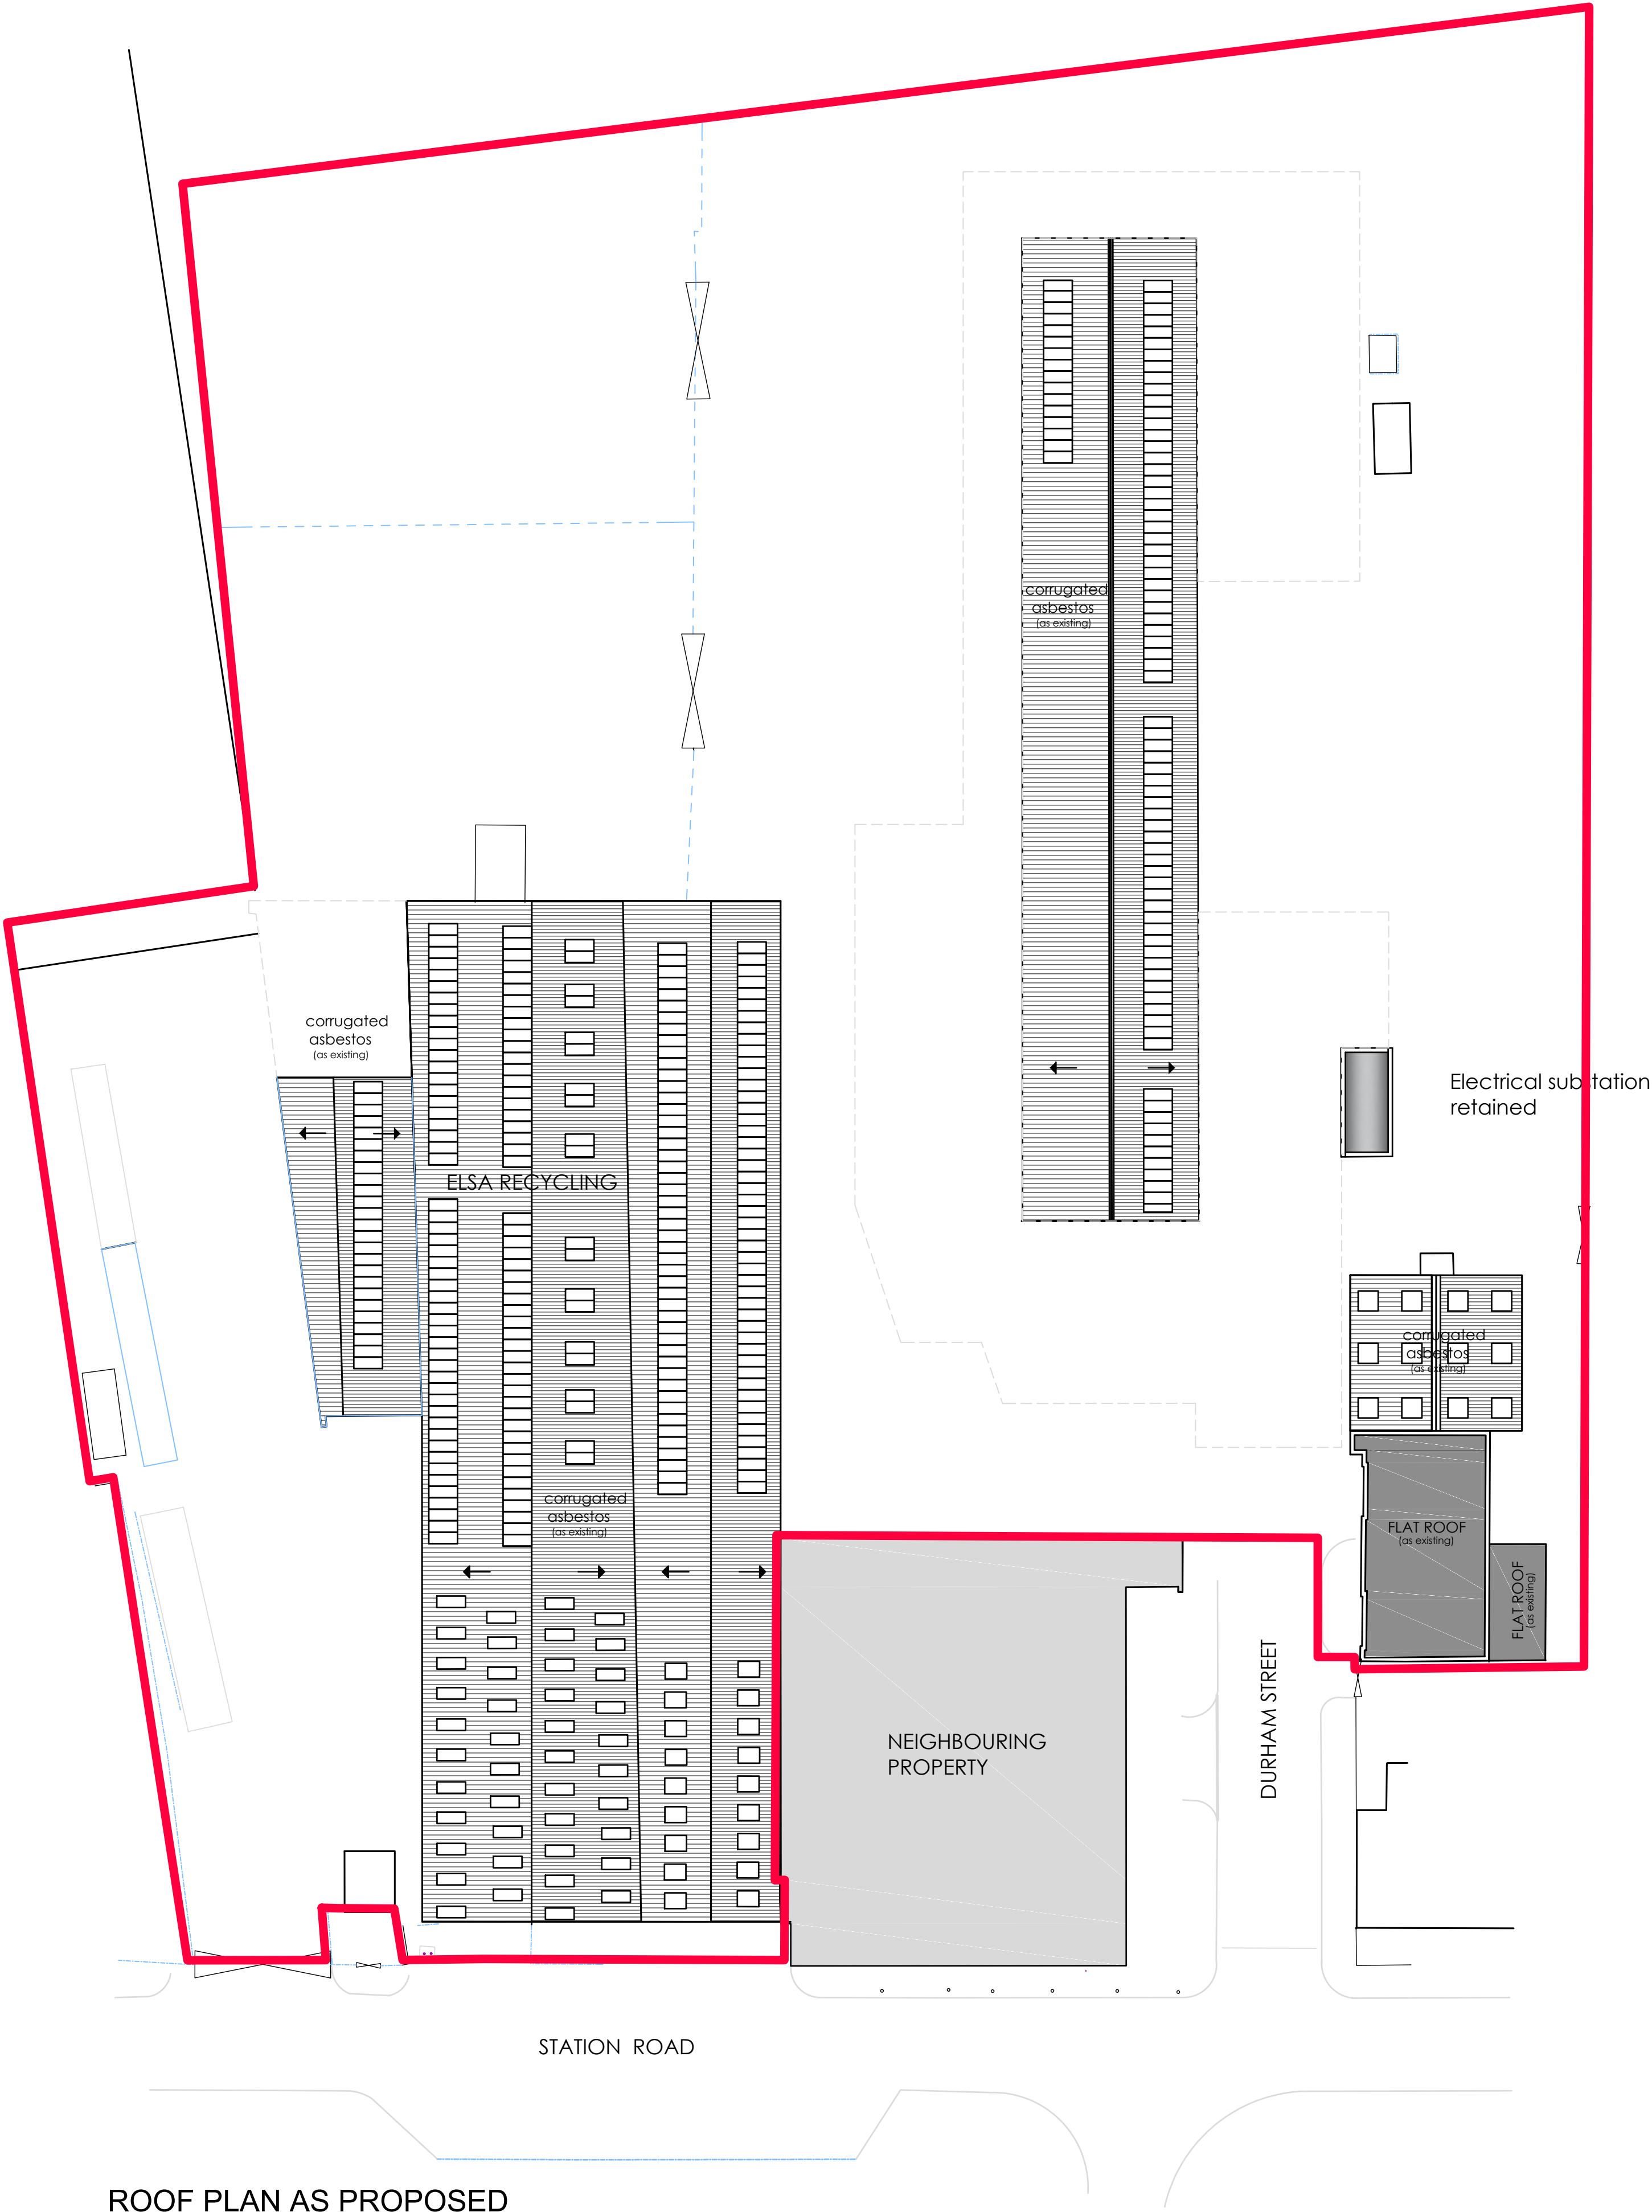 corrugated
asbestos
(as existing)
corrugated
asbestos
(as existing)
Electrical substation
retained
ELSA RECYCLING
corrugated
asbestos
(as existing)
corrugated
asbestos
(as existing)
FLAT ROOF
(as existing)
FLAT ROOF
(as existing)
NEIGHBOURING
PROPERTY
DURHAM STREET
STATION ROAD
ROOF PLAN AS PROPOSED